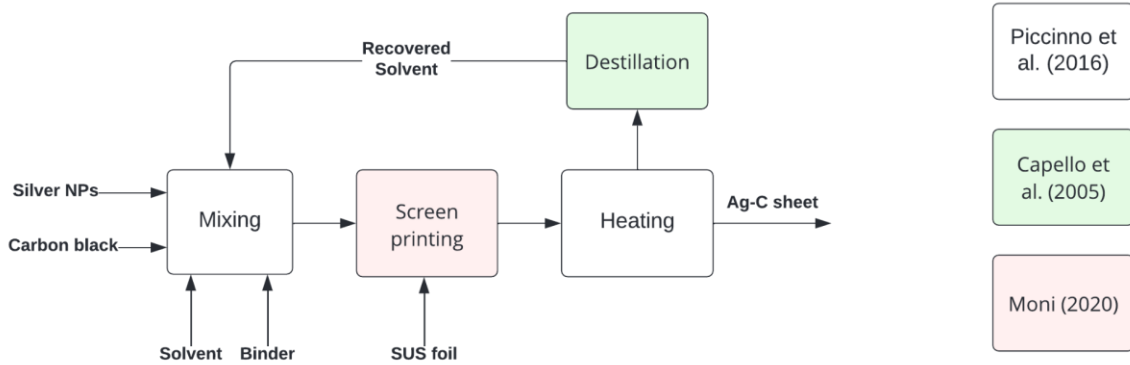 Recovered
Solvent
Destillation
Piccinno et
al. (2016)
Silver NPs
Carbon black
Mixing
Screen
printing
Heating
Ag-C sheet
Capello et
al. (2005)
Solvent
Binder
SUS foil
Moni (2020)